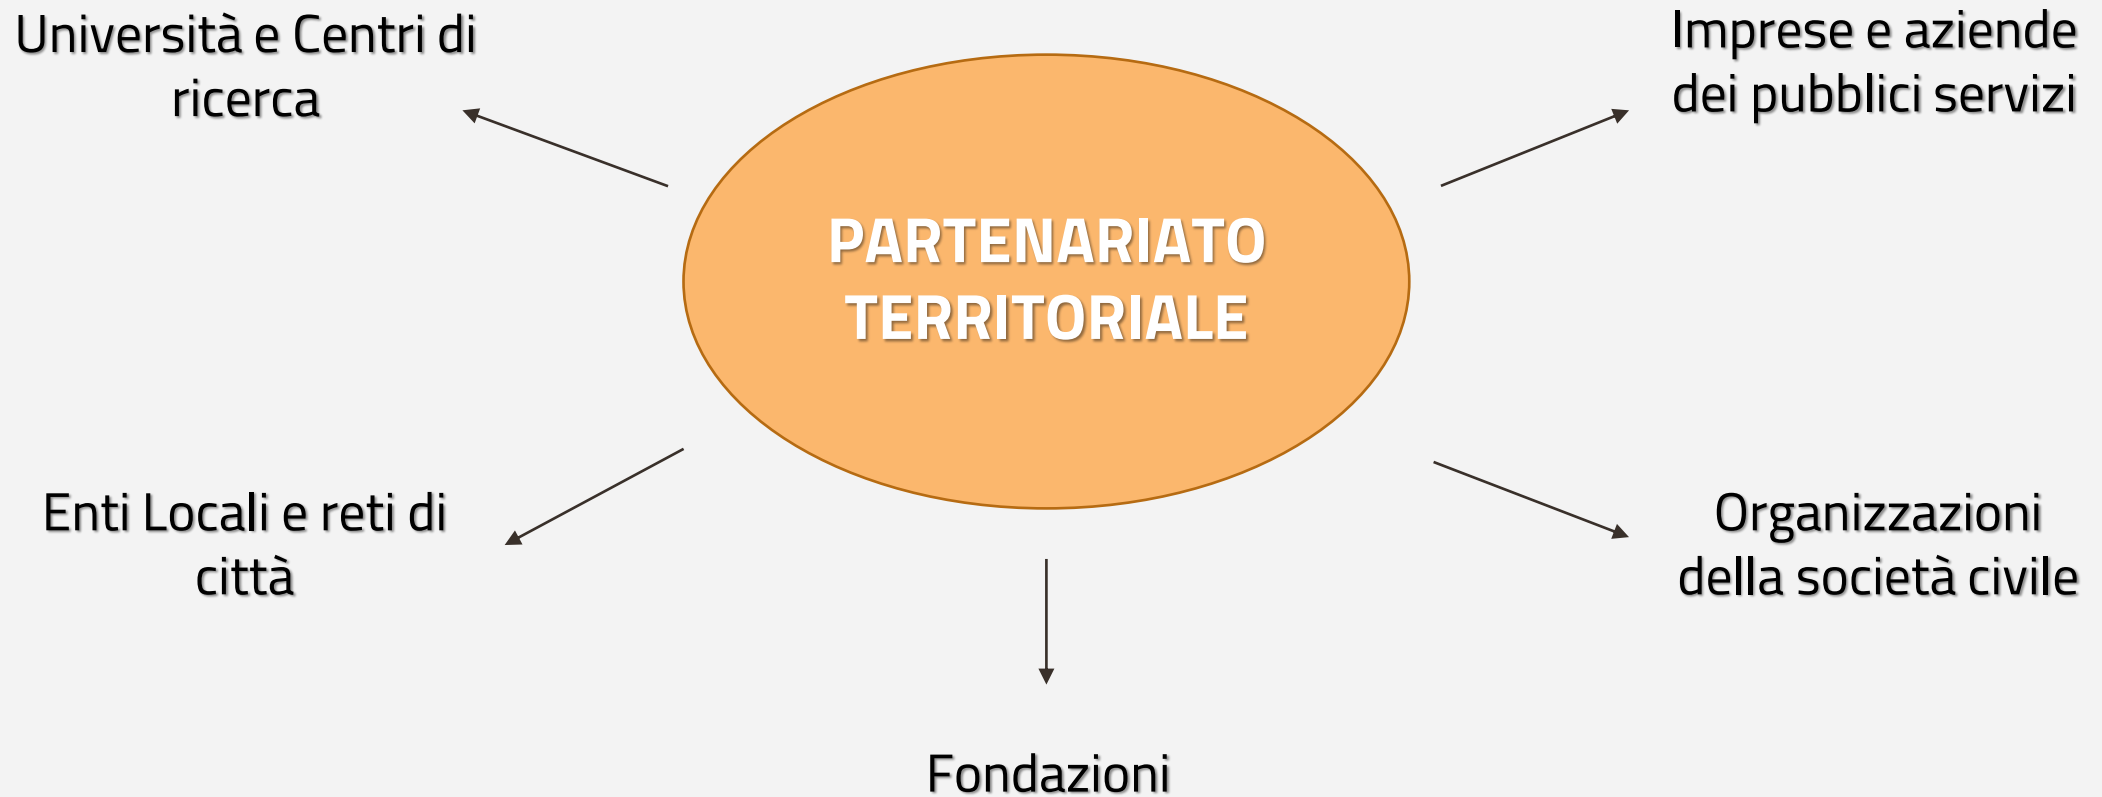 Università e Centri di
ricerca
Imprese e aziende
dei pubblici servizi
PARTENARIATO
TERRITORIALE
Enti Locali e reti di
città
Organizzazioni
della società civile
Fondazioni